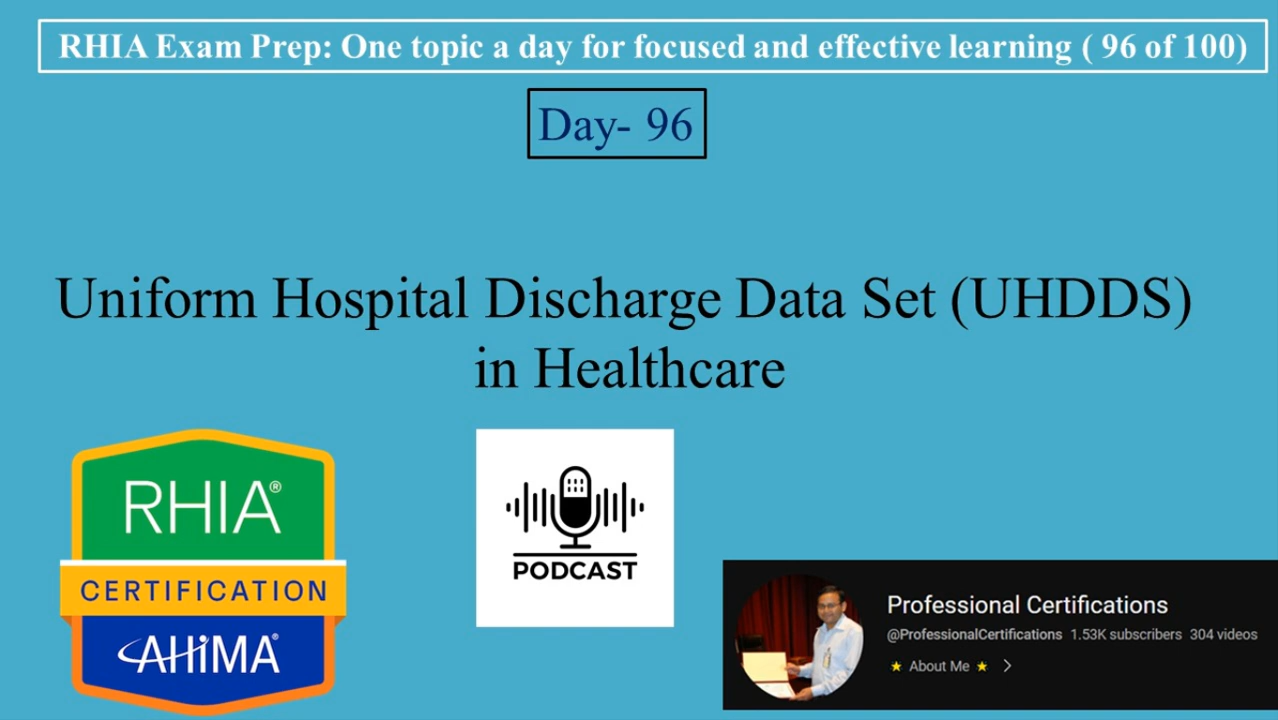 RHIA Exam Prep: One topic a day for focused and effective learning ( 96 of 100)
Day- 96
Uniform Hospital Discharge Data Set (UHDDS)
in Healthcare
RHIA®
CERTIFICATION
AHIMA®
PODCAST
Professional Certifications
@ProfessionalCertifications 1.53K subscribers 304 videos
⭐ About Me ⭐ >